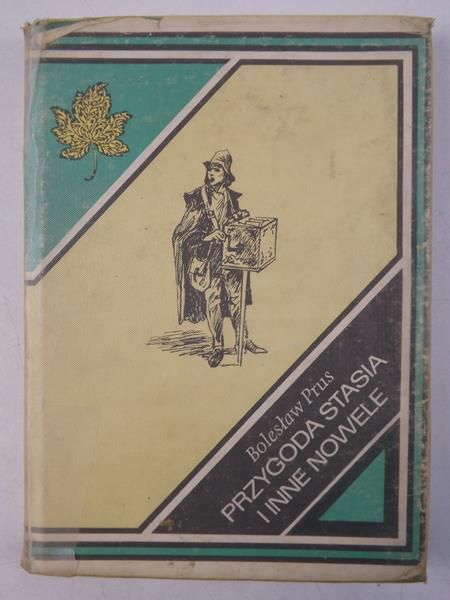 Bolesław Prus
PRZYGODA STASIA
I INNE NOWELE